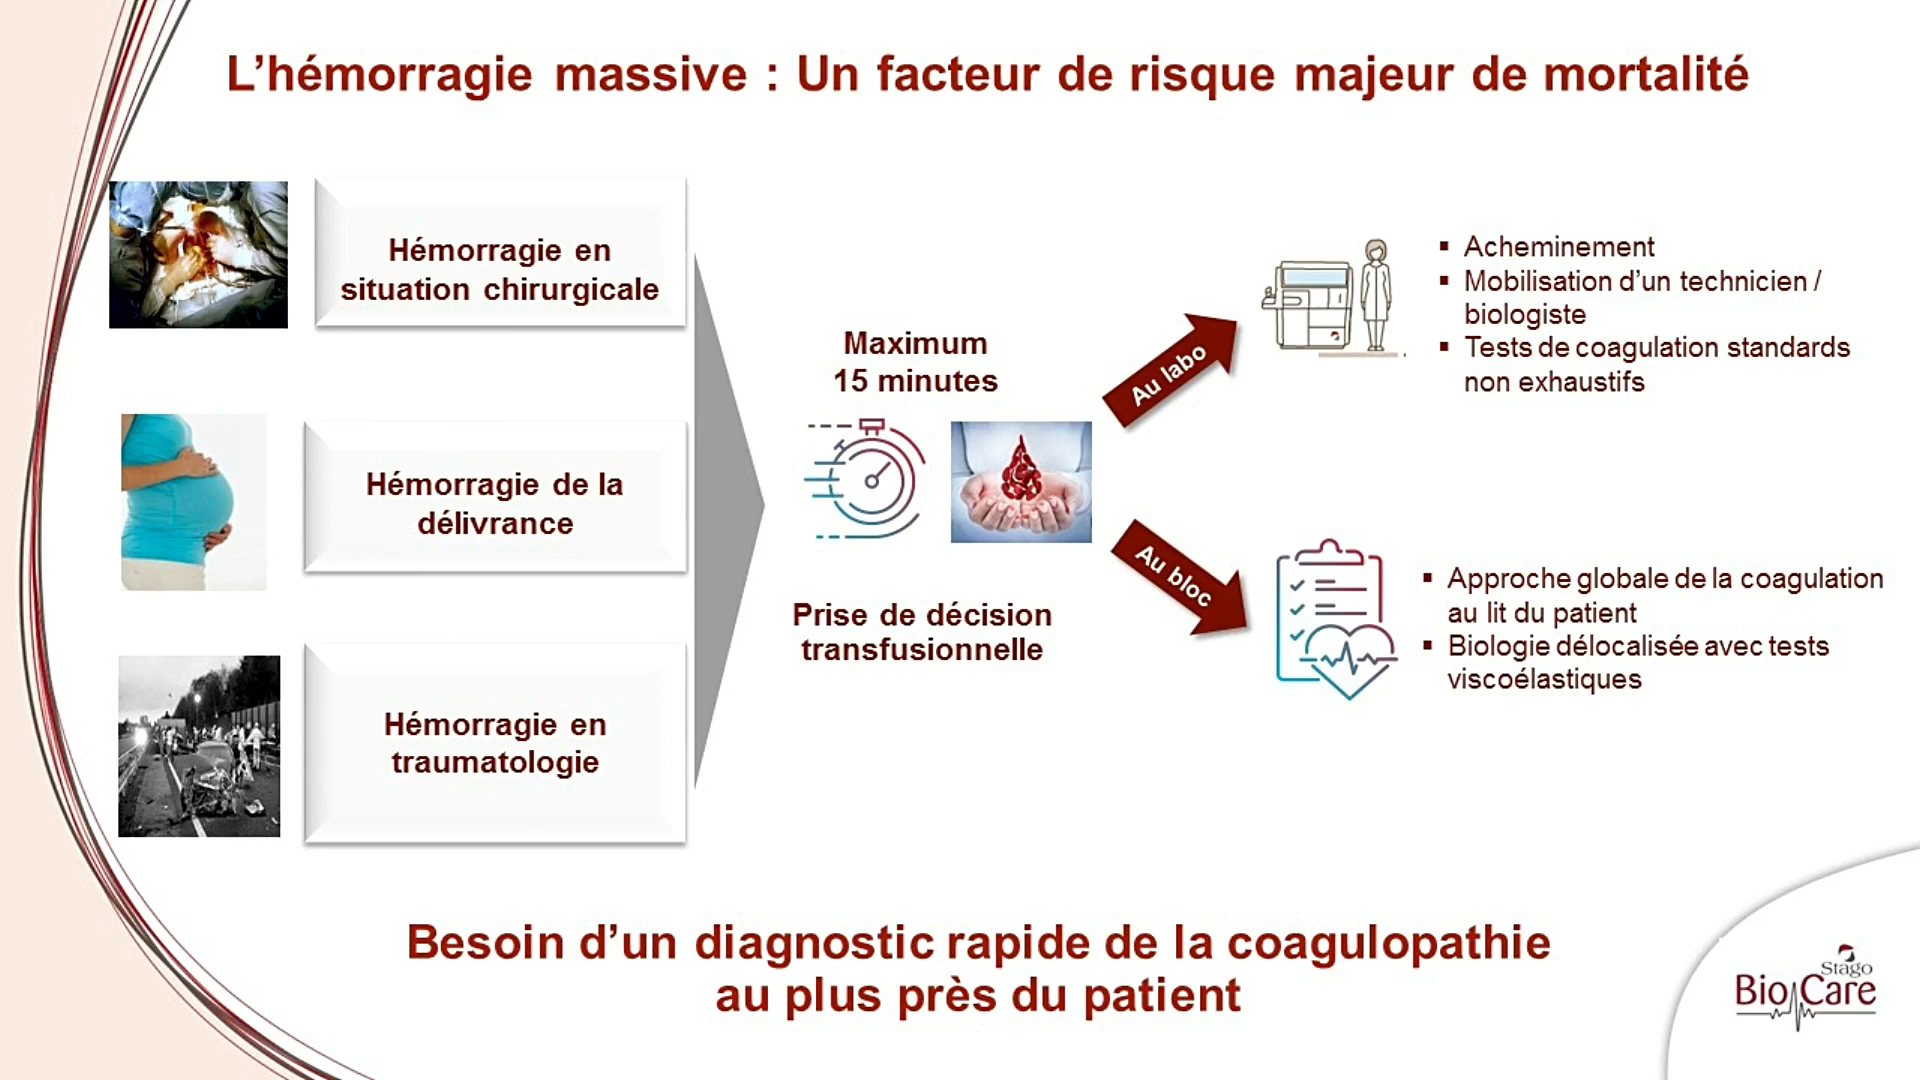 L’hémorragie massive : Un facteur de risque majeur de mortalité
Hémorragie en
situation chirurgicale
Hémorragie de la
délivrance
Hémorragie en
traumatologie
Maximum
15 minutes
Prise de décision
transfusionnelle
Au labo
▪ Acheminement
▪ Mobilisation d’un technicien /
biologiste
▪ Tests de coagulation standards
non exhaustifs
Au bloc
▪ Approche globale de la coagulation
au lit du patient
▪ Biologie délocalisée avec tests
viscoélastiques
Besoin d’un diagnostic rapide de la coagulopathie
au plus près du patient
Stago
BioCare